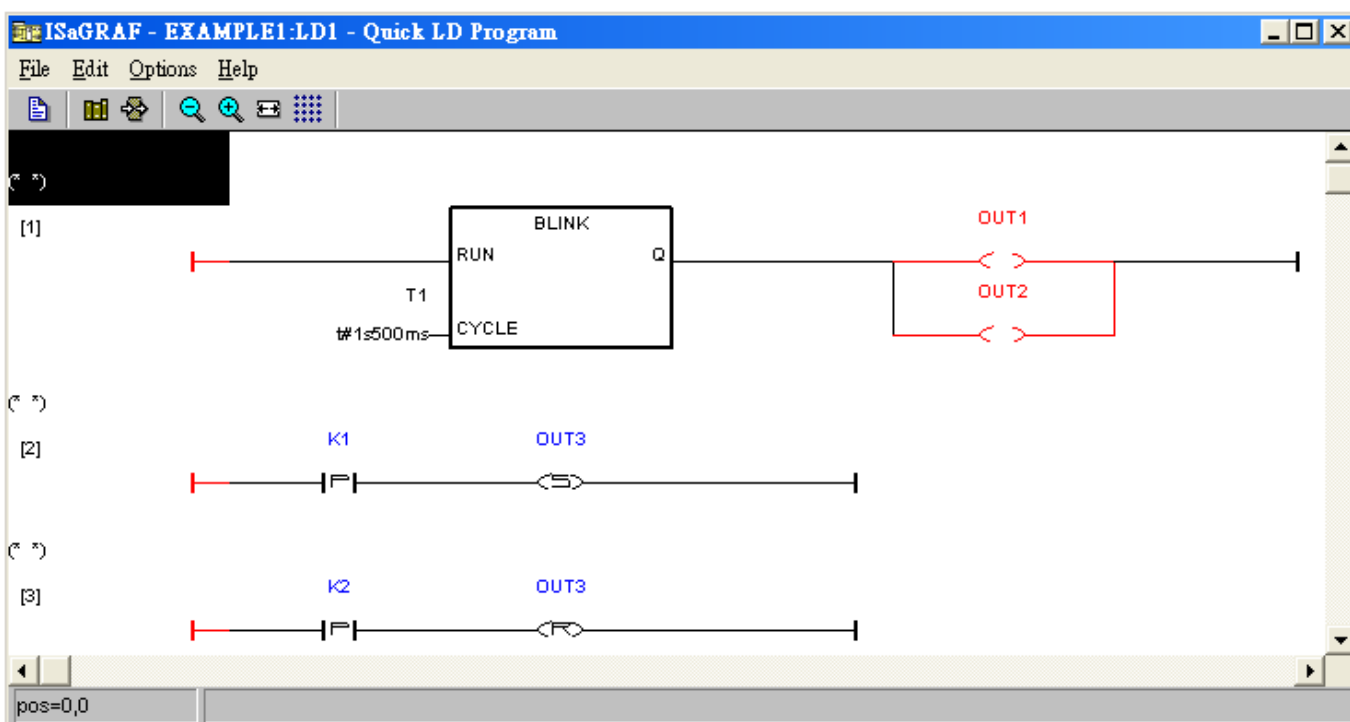 ISaGRAF - EXAMPLE1:LD1 - Quick LD Program
File Edit Options Help
(* *)
[1]
BLINK
OUT1
RUN Q
T1
OUT2
t#1s500ms
CYCLE
(* *)
[2]
K1 OUT3
P S
(* *)
[3]
K2 OUT3
P R
pos=0,0